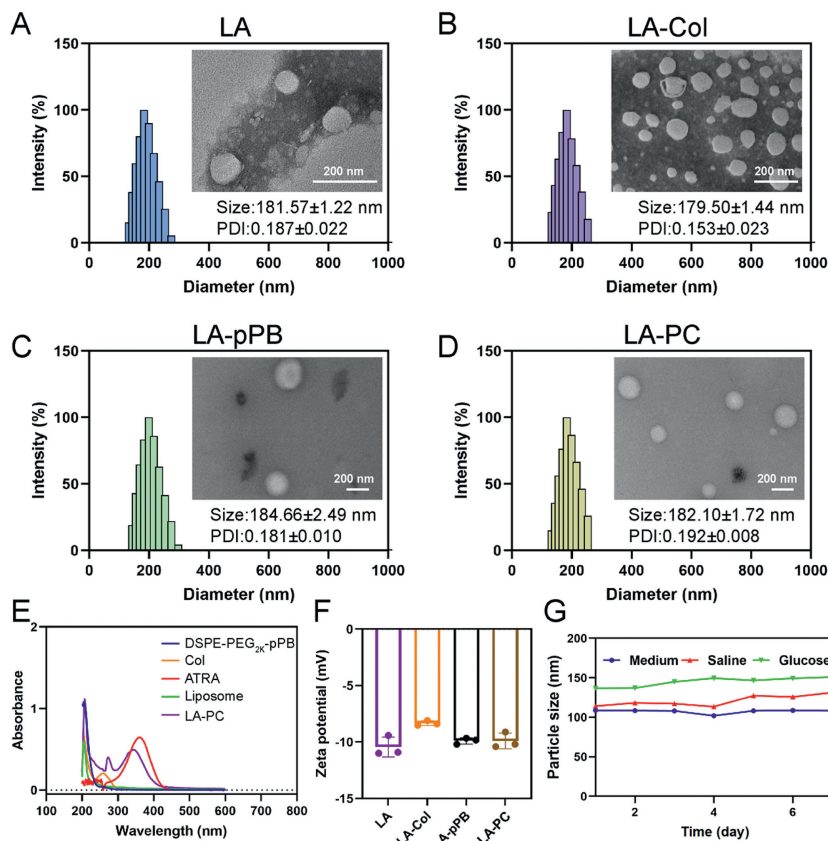 A
LA
Intensity (%)
150
100
50
0
200 nm
Size:181.57±1.22 nm
PDI:0.187±0.022
0 200 400 600 800 1000
Diameter (nm)
B
LA-Col
Intensity (%)
150
100
50
0
200 nm
Size:179.50±1.44 nm
PDI:0.153±0.023
0 200 400 600 800 1000
Diameter (nm)
C
LA-pPB
Intensity (%)
150
100
50
0
200 nm
Size:184.66±2.49 nm
PDI:0.181±0.010
0 200 400 600 800 1000
Diameter (nm)
D
LA-PC
Intensity (%)
150
100
50
0
200 nm
Size:182.10±1.72 nm
PDI:0.192±0.008
0 200 400 600 800 1000
Diameter (nm)
E
Absorbance
2
1
0
DSPE-PEG2K-pPB
Col
ATRA
Liposome
LA-PC
100 200 300 400 500 600 700 800
Wavelength (nm)
F
Zeta potential (mV)
0
-5
-10
-15
LA
LA-Col
A-pPB
LA-PC
G
Particle size (nm)
200
150
100
50
0
Medium Saline Glucose
2 4 6
Time (day)